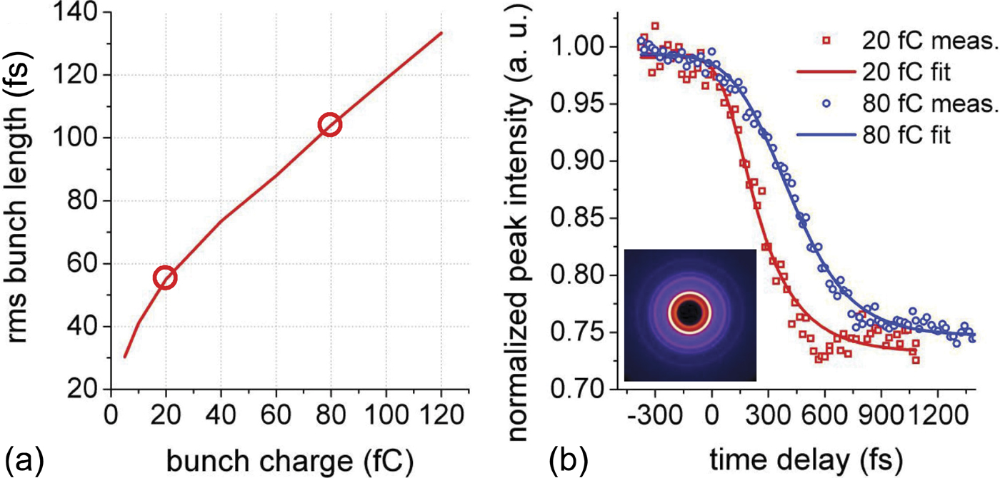 140
120
100
80
60
40
20
0 20 40 60 80 100 120
rms bunch length (fs)
bunch charge (fC)
(a)
1.00
0.95
0.90
0.85
0.80
0.75
0.70
-300 0 300 600 900 1200
normalized peak intensity (a. u.)
time delay (fs)
20 fC meas.
20 fC fit
80 fC meas.
80 fC fit
(b)